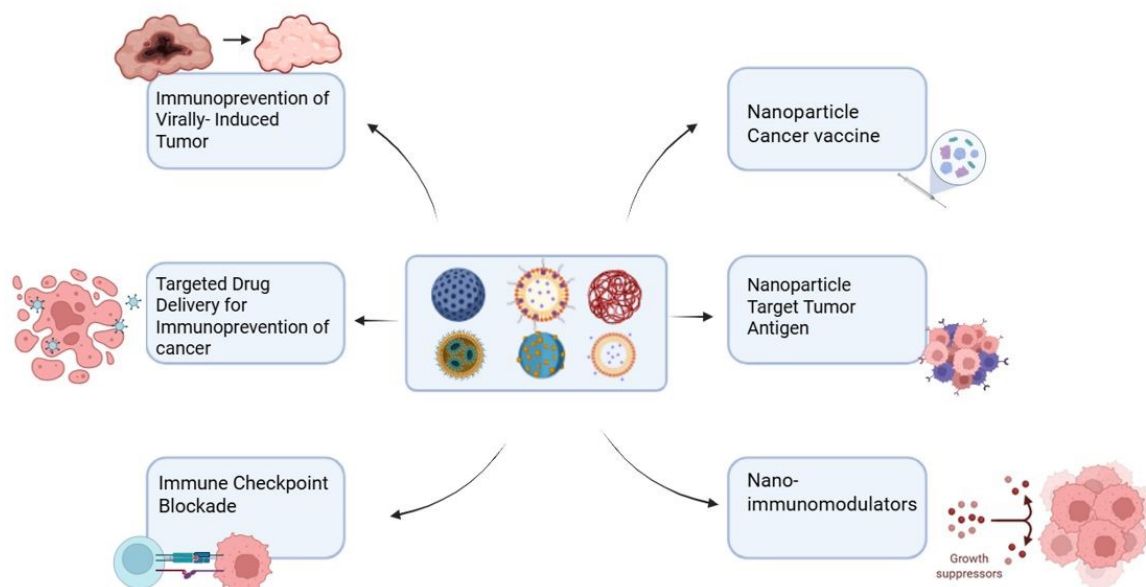 Immunoprevention of
Virally- Induced
Tumor
Nanoparticle
Cancer vaccine
Targeted Drug
Delivery for
Immunoprevention of
cancer
Nanoparticle
Target Tumor
Antigen
Immune Checkpoint
Blockade
Nano-
immunomodulators
Growth
suppressors